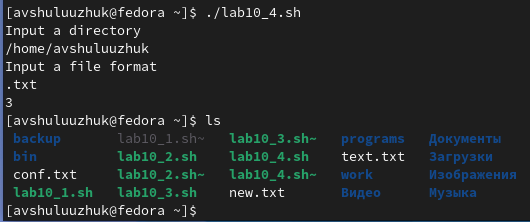 [avshuluuzhuk@fedora ~]$ ./lab10_4.sh
Input a directory
/home/avshuluuzhuk
Input a file format
.txt
3
[avshuluuzhuk@fedora ~]$ ls
backup lab10_1.sh~ lab10_3.sh~ programs Документы
bin lab10_2.sh lab10_4.sh text.txt Загрузки
conf.txt lab10_2.sh~ lab10_4.sh~ work Изображения
lab10_1.sh lab10_3.sh new.txt Видео Музыка
[avshuluuzhuk@fedora ~]$